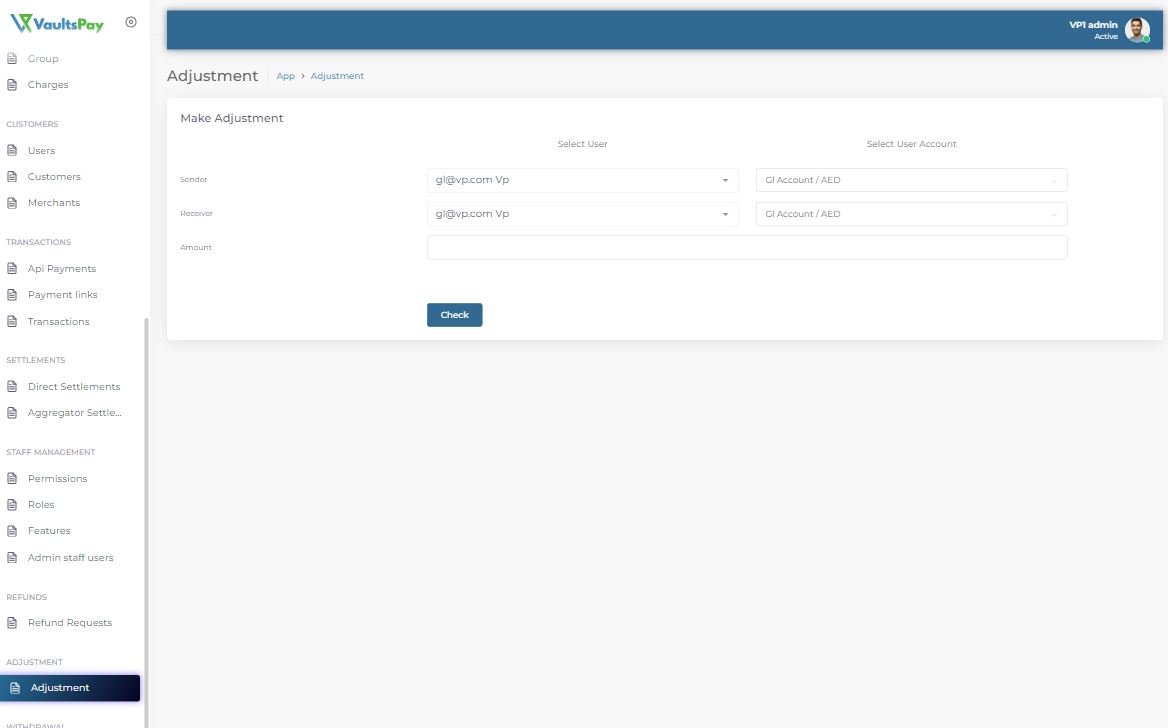 VaultsPay
Group
Charges
CUSTOMERS
Users
Customers
Merchants
TRANSACTIONS
Api Payments
Payment links
Transactions
SETTLEMENTS
Direct Settlements
Aggregator Settle...
STAFF MANAGEMENT
Permissions
Roles
Features
Admin staff users
REFUNDS
Refund Requests
ADJUSTMENT
Adjustment
WITHDRAWAL
VP1 admin
Active
Adjustment App > Adjustment
Make Adjustment
Select User Select User Account
Sender gl@vp.com Vp Gl Account / AED
Receiver gl@vp.com Vp Gl Account / AED
Amount
Check